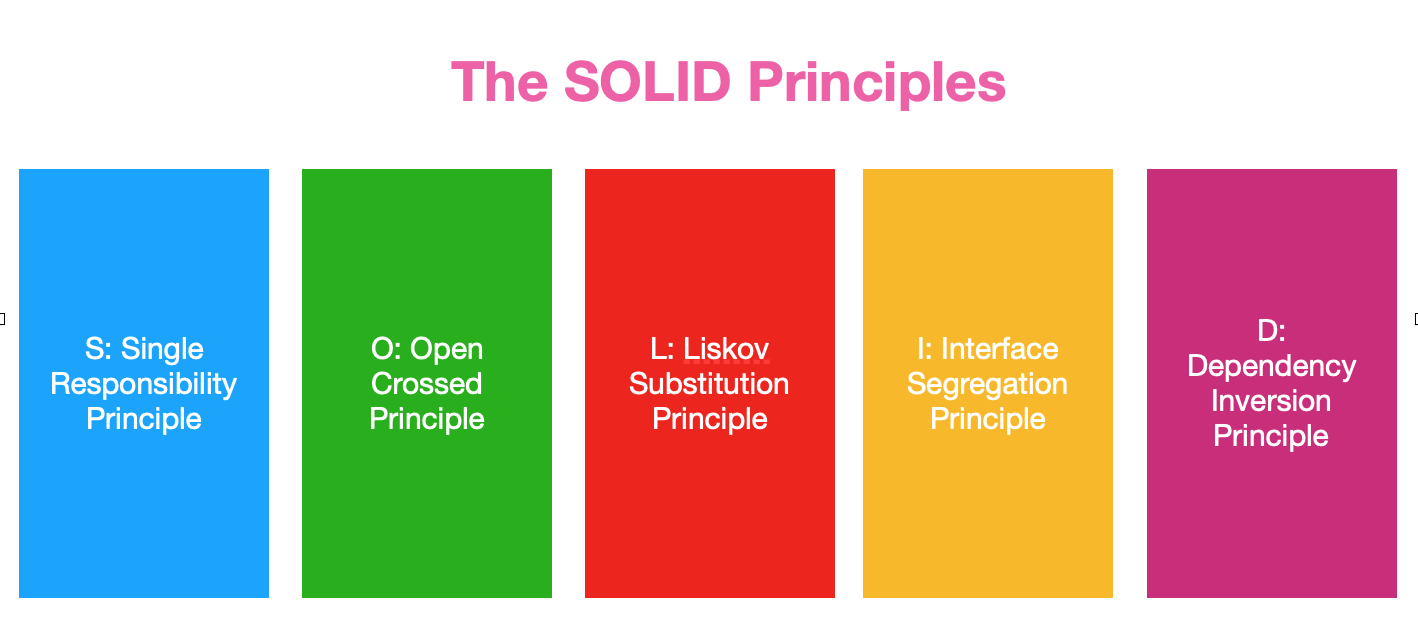 The SOLID Principles
S: Single
Responsibility
Principle
O: Open
Crossed
Principle
L: Liskov
Substitution
Principle
I: Interface
Segregation
Principle
D:
Dependency
Inversion
Principle